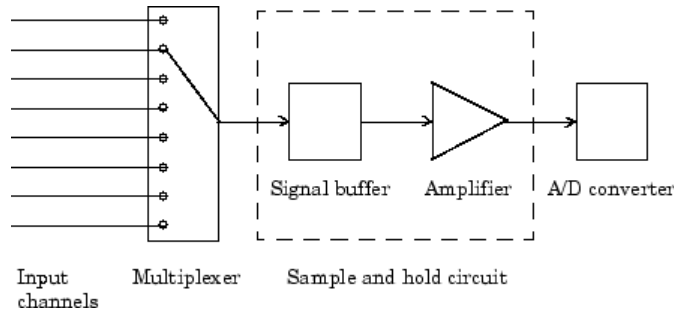 Signal buffer
Amplifier
A/D converter
Input
channels
Multiplexer
Sample and hold circuit